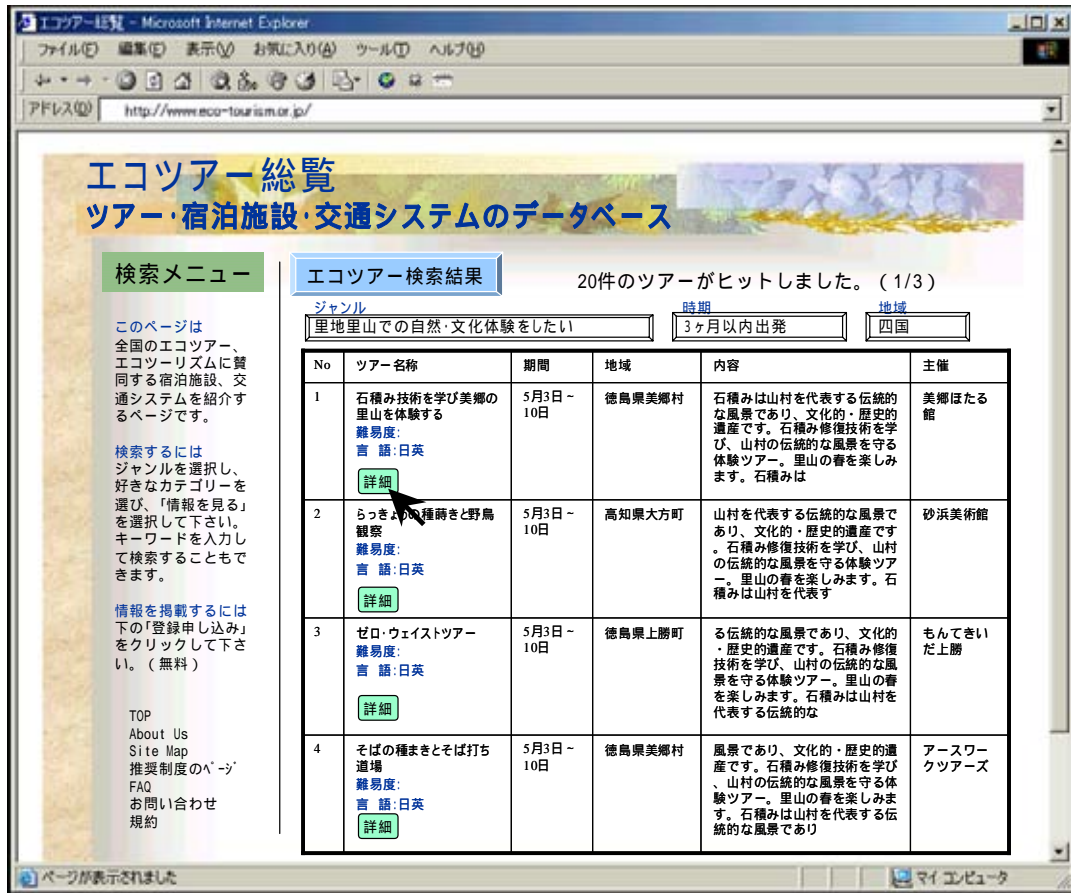 エコツアー総覧 - Microsoft Internet Explorer
ファイル(F) 編集(E) 表示(V) お気に入り(A) ツール(T) ヘルプ(H)
アドレス(D) http://www.eco-tourism.or.jp/
エコツアー総覧
ツアー・宿泊施設・交通システムのデータベース
検索メニュー
このページは
全国のエコツアー、
エコツーリズムに賛
同する宿泊施設、交
通システムを紹介す
るページです。
検索するには
ジャンルを選択し、
好きなカテゴリーを
選び、「情報を見る」
を選択して下さい。
キーワードを入力し
て検索することもで
きます。
情報を掲載するには
下の「登録申し込み」
をクリックして下さ
い。(無料)
TOP
About Us
Site Map
推奨制度のページ
FAQ
お問い合わせ
規約
エコツアー検索結果
20件のツアーがヒットしました。(1/3)
ジャンル 時期 地域
里地里山での自然・文化体験をしたい 3ヶ月以内出発 四国
No ツアー名称 期間 地域 内容 主催
1
石積み技術を学び美郷の
里山を体験する
難易度:
言 語:日英
詳細
5月3日~
10日
徳島県美郷村
石積みは山村を代表する伝統的
な風景であり、文化的・歴史的
遺産です。石積み修復技術を学
び、山村の伝統的な風景を守る
体験ツアー。里山の春を楽しみ
ます。石積みは
美郷ほたる
館
2
らっきょの種蒔きと野鳥
観察
難易度:
言 語:日英
詳細
5月3日~
10日
高知県大方町
山村を代表する伝統的な風景で
あり、文化的・歴史的遺産です
。石積み修復技術を学び、山村
の伝統的な風景を守る体験ツア
ー。里山の春を楽しみます。石
積みは山村を代表す
砂浜美術館
3
ゼロ・ウェイストツアー
難易度:
言 語:日英
詳細
5月3日~
10日
徳島県上勝町
る伝統的な風景であり、文化的
・歴史的遺産です。石積み修復
技術を学び、山村の伝統的な風
景を守る体験ツアー。里山の春
を楽しみます。石積みは山村を
代表する伝統的な
もんてきい
だ上勝
4
そばの種まきとそば打ち
道場
難易度:
言 語:日英
詳細
5月3日~
10日
徳島県美郷村
風景であり、文化的・歴史的遺
産です。石積み修復技術を学び
、山村の伝統的な風景を守る体
験ツアー。里山の春を楽しみま
す。石積みは山村を代表する伝
統的な風景であり
アースワー
クツアーズ
ページが表示されました
マイ コンピュータ